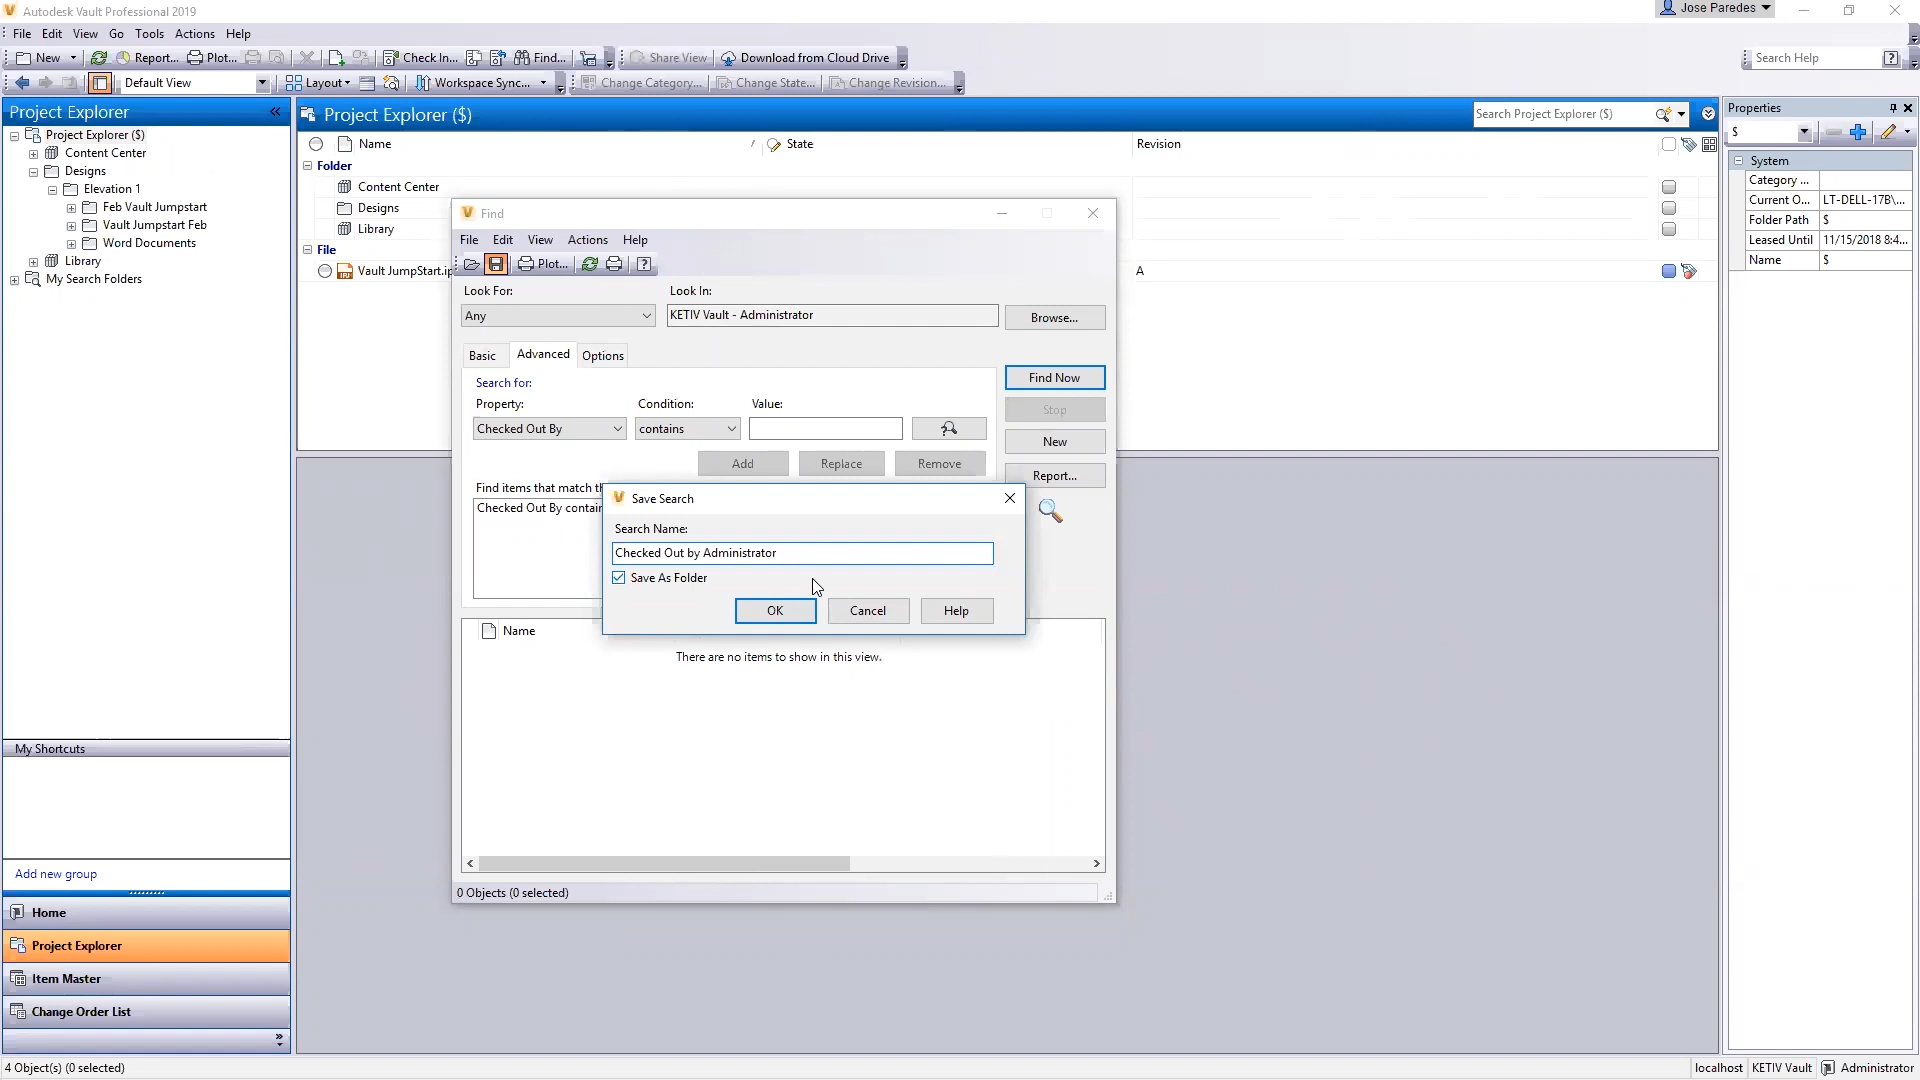 Autodesk Vault Professional 2019
Jose Paredes
File Edit View Go Tools Actions Help
New Report... Plot... Check In... Find... Share View Download from Cloud Drive
Search Help
Default View Layout Workspace Sync... Change Category... Change State... Change Revision...
Project Explorer
Project Explorer ($)
Content Center
Designs
Elevation 1
Feb Vault Jumpstart
Vault Jumpstart Feb
Word Documents
Library
My Search Folders
My Shortcuts
Add new group
Home
Project Explorer
Item Master
Change Order List
Project Explorer ($)
Search Project Explorer ($)
Name State Revision
Folder
Content Center
Designs
Library
File
Vault JumpStart.ip
A
Find
File Edit View Actions Help
Plot...
Look For: Look In:
Any KETIV Vault - Administrator Browse...
Basic Advanced Options
Search for:
Property: Condition: Value:
Checked Out By contains
Add Replace Remove
Find Now
Stop
New
Report...
Find items that match th
Checked Out By contain
Save Search
Search Name:
Checked Out by Administrator
Save As Folder
OK Cancel Help
Name
There are no items to show in this view.
0 Objects (0 selected)
Properties
$
System
Category ...
Current O... LT-DELL-17B\...
Folder Path $
Leased Until 11/15/2018 8:4...
Name $
4 Object(s) (0 selected)
localhost KETIV Vault Administrator